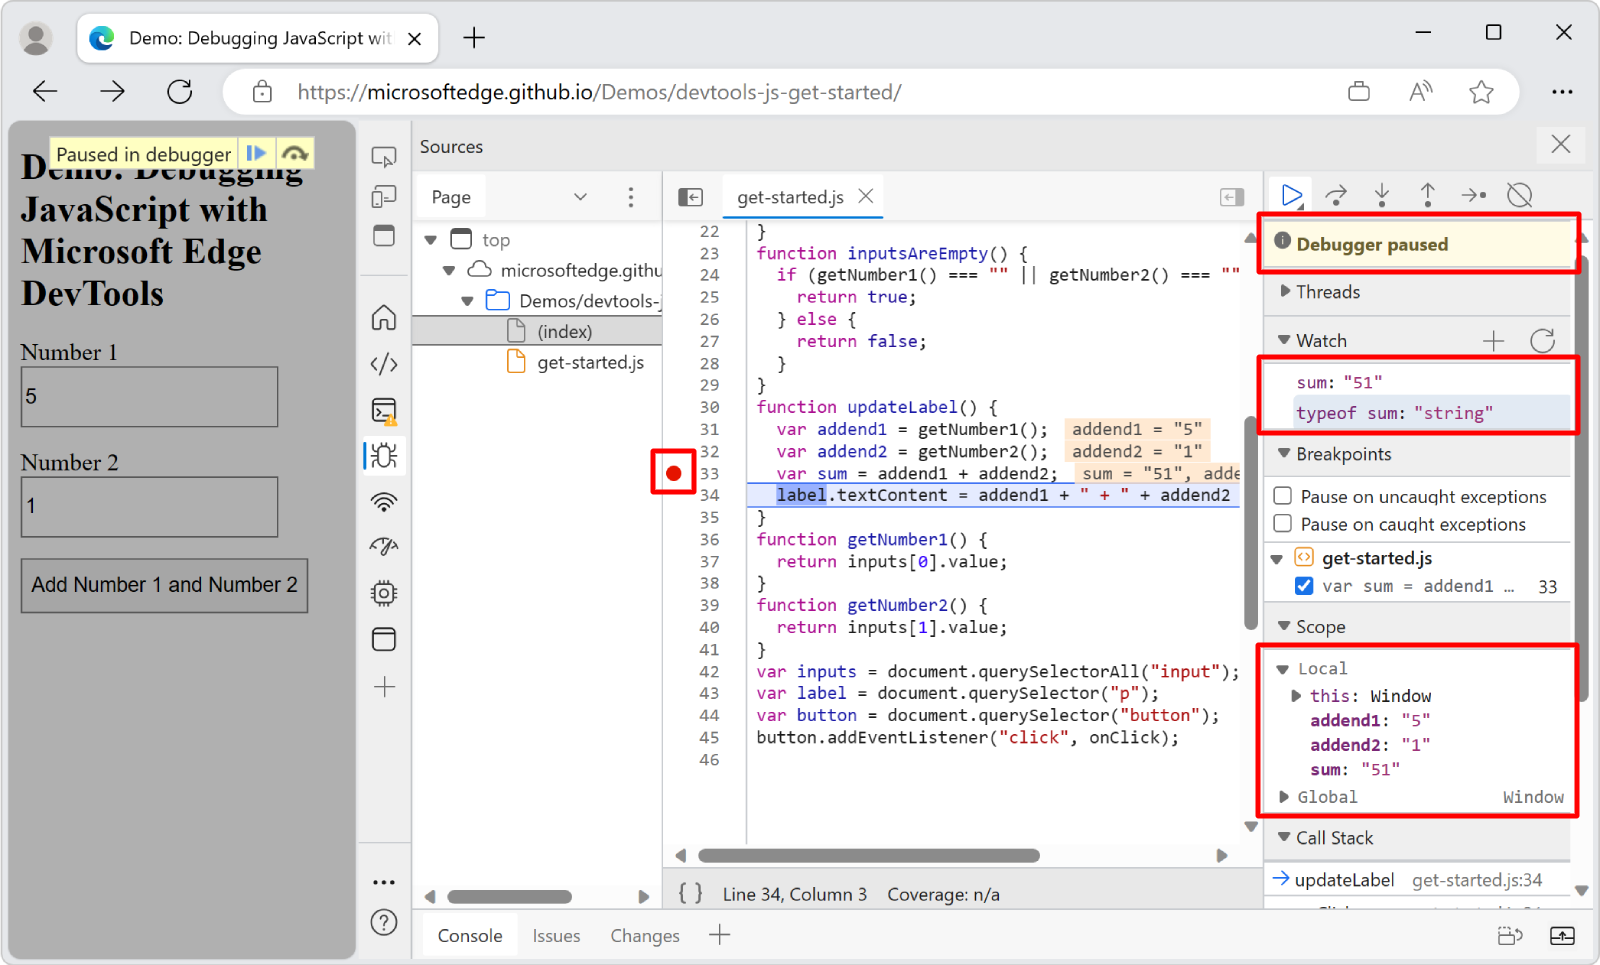 Demo: Debugging JavaScript wit
https://microsoftedge.github.io/Demos/devtools-js-get-started/
Paused in debugger
Demo: Debugging
JavaScript with
Microsoft Edge
DevTools
Number 1
5
Number 2
1
Add Number 1 and Number 2
Sources
Page
top
microsoftedge.githu
Demos/devtools-j
(index)
get-started.js
get-started.js
22 }
23 function inputsAreEmpty() {
24 if (getNumber1() === "" || getNumber2() === ""
25 return true;
26 } else {
27 return false;
28 }
29 }
30 function updateLabel() {
31 var addend1 = getNumber1(); addend1 = "5"
32 var addend2 = getNumber2(); addend2 = "1"
33 var sum = addend1 + addend2; sum = "51", adde
34 label.textContent = addend1 + " + " + addend2
35 }
36 function getNumber1() {
37 return inputs[0].value;
38 }
39 function getNumber2() {
40 return inputs[1].value;
41 }
42 var inputs = document.querySelectorAll("input");
43 var label = document.querySelector("p");
44 var button = document.querySelector("button");
45 button.addEventListener("click", onClick);
46
{ } Line 34, Column 3 Coverage: n/a
Debugger paused
Threads
Watch
sum: "51"
typeof sum: "string"
Breakpoints
Pause on uncaught exceptions
Pause on caught exceptions
get-started.js
var sum = addend1 … 33
Scope
Local
this: Window
addend1: "5"
addend2: "1"
sum: "51"
Global Window
Call Stack
updateLabel get-started.js:34
Console Issues Changes